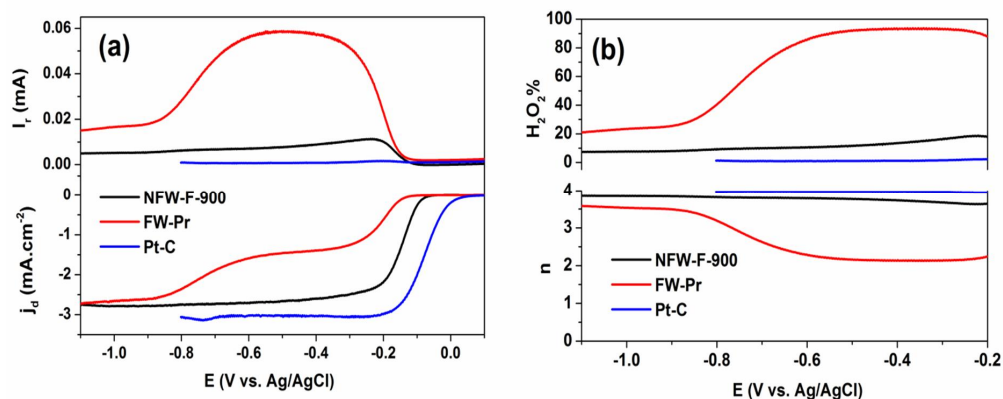 (a)
0.06
0.04
0.02
0.00
I_r (mA)
0
-1
-2
-3
j_d (mA.cm⁻²)
NFW-F-900
FW-Pr
Pt-C
-1.0 -0.8 -0.6 -0.4 -0.2 0.0
E (V vs. Ag/AgCl)
(b)
100
80
60
40
20
0
H₂O₂%
4
3
2
1
0
n
NFW-F-900
FW-Pr
Pt-C
-1.0 -0.8 -0.6 -0.4 -0.2
E (V vs. Ag/AgCl)